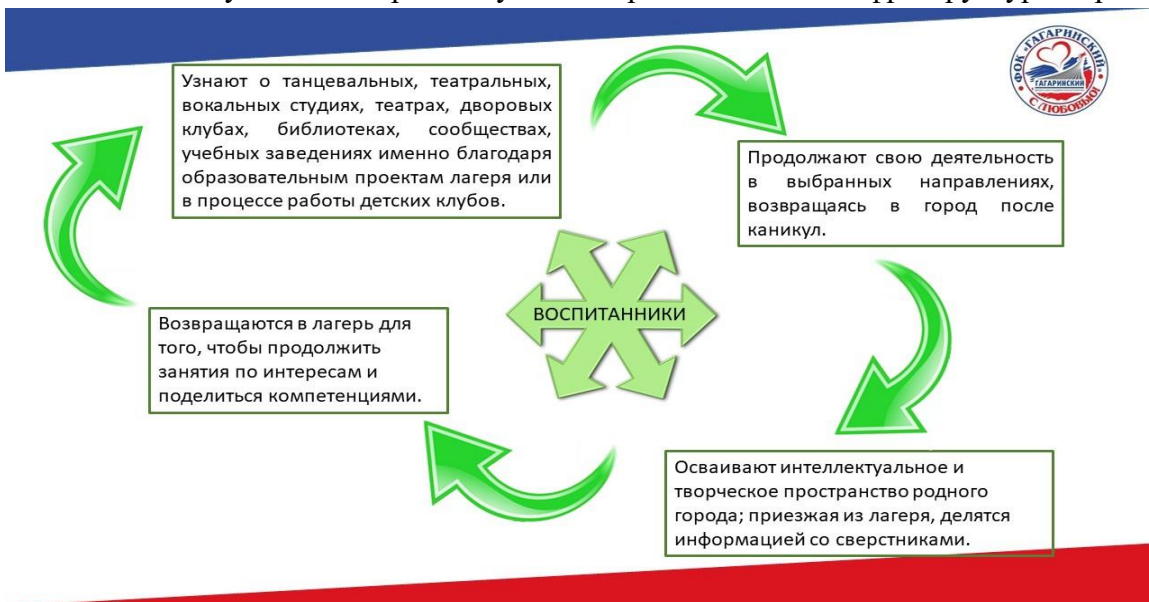 Узнают о танцевальных, театральных,
вокальных студиях, театрах, дворовых
клубах, библиотеках, сообществах,
учебных заведениях именно благодаря
образовательным проектам лагеря или
в процессе работы детских клубов.
ФОК «ГАГАРИНСКИЙ»
ГАГАРИНСКИЙ
С ЛЮБОВЬЮ!
Продолжают свою деятельность
в выбранных направлениях,
возвращаясь в город после
каникул.
ВОСПИТАННИКИ
Возвращаются в лагерь для
того, чтобы продолжить
занятия по интересам и
поделиться компетенциями.
Осваивают интеллектуальное и
творческое пространство родного
города; приезжая из лагеря, делятся
информацией со сверстниками.